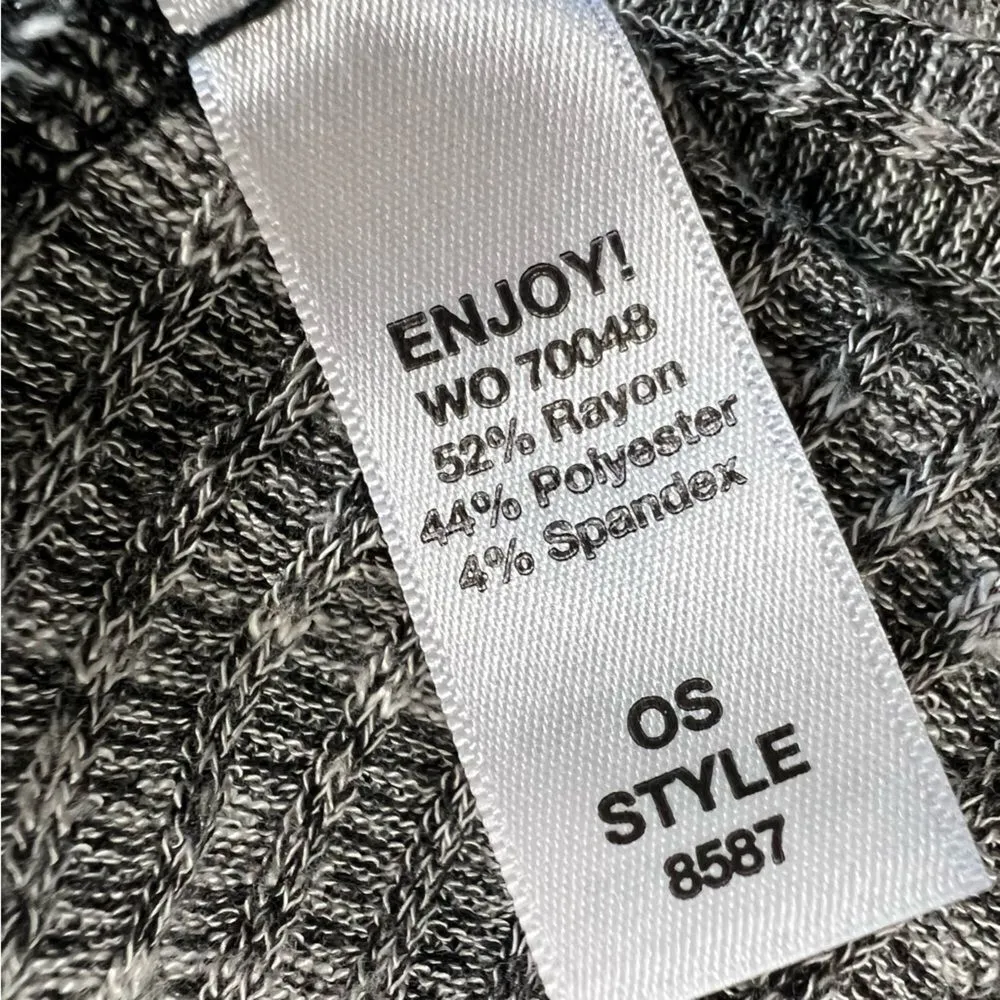 ENJOY!
WO 70048
52% Rayon
44% Polyester
4% Spandex
OS
STYLE
8587